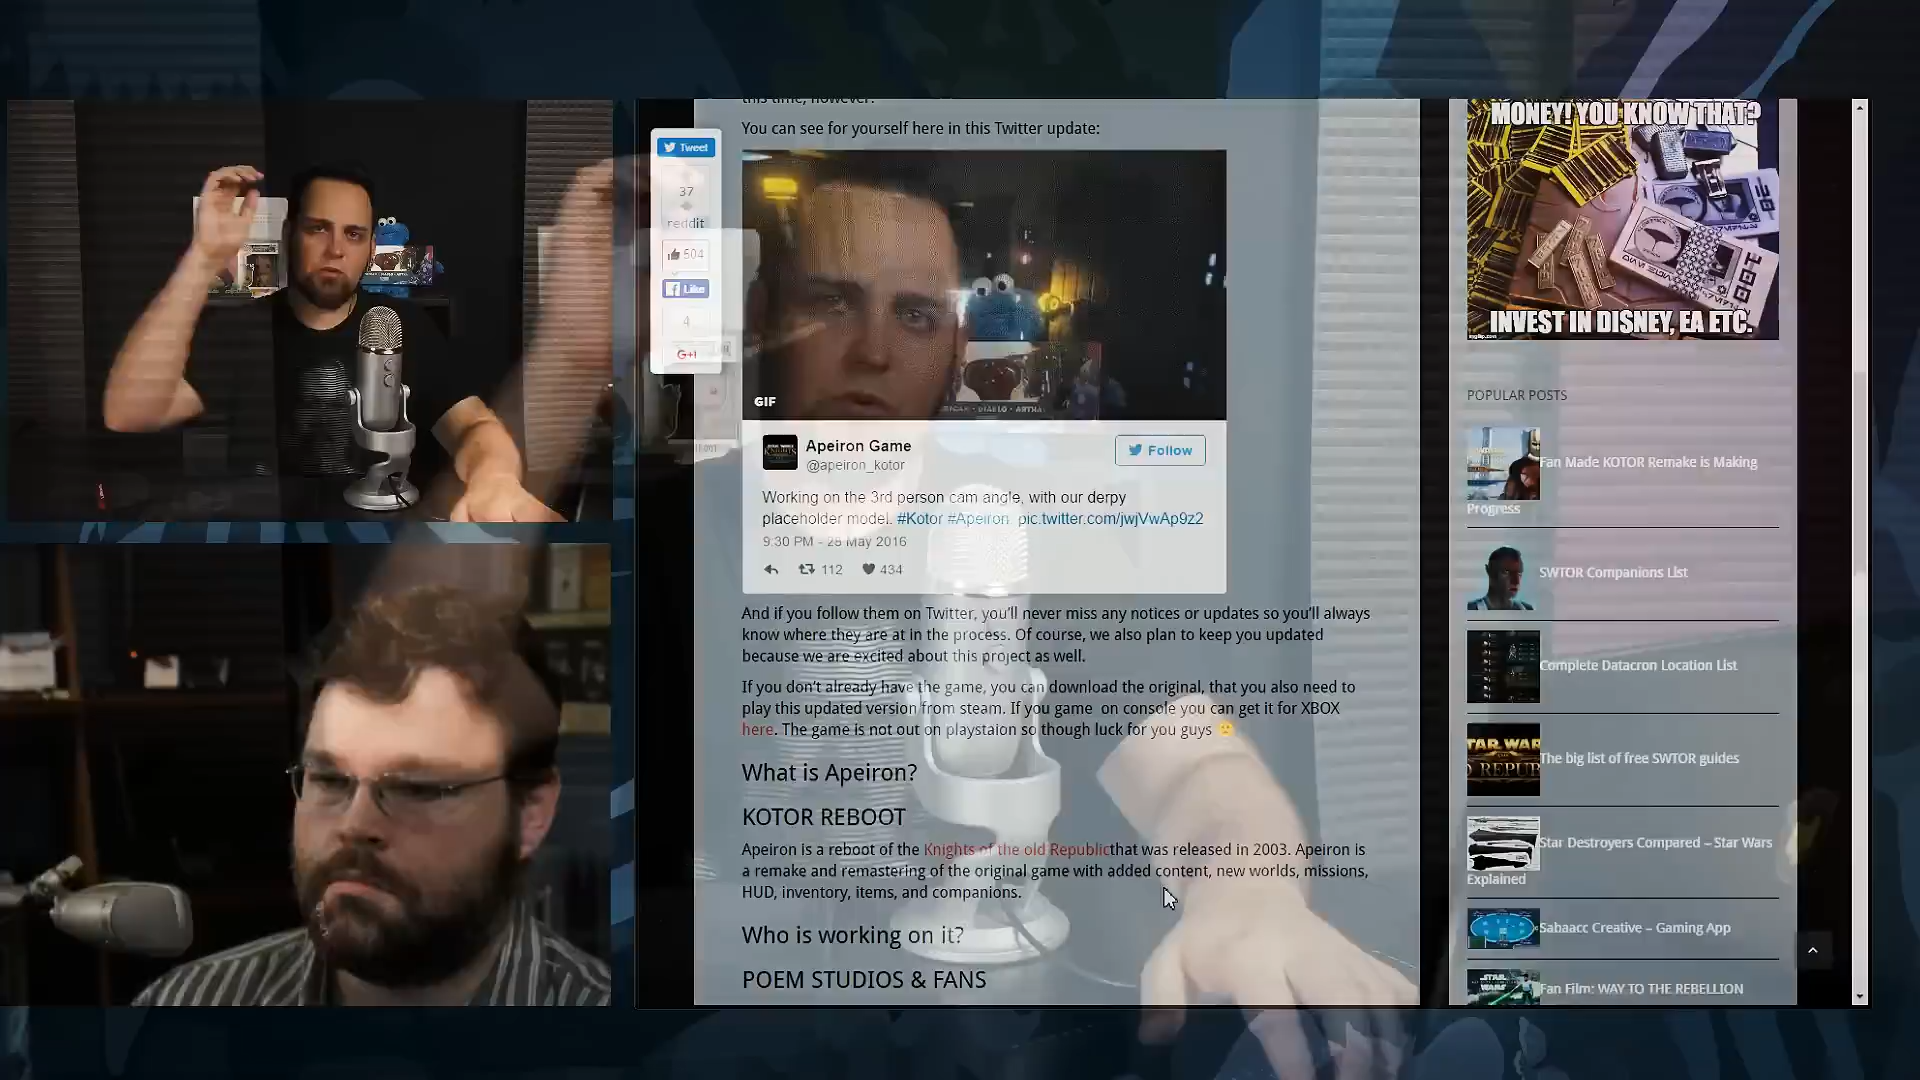 this time, however.
You can see for yourself here in this Twitter update:
Tweet
37
reddit
504
Like
4
G+1
GIF
Apeiron Game
@apeiron_kotor
Follow
Working on the 3rd person cam angle, with our derpy
placeholder model. #Kotor #Apeiron pic.twitter.com/jwjVwAp9z2
9:30 PM - 28 May 2016
112
434
And if you follow them on Twitter, you'll never miss any notices or updates so you'll always
know where they are at in the process. Of course, we also plan to keep you updated
because we are excited about this project as well.
If you don't already have the game, you can download the original, that you also need to
play this updated version from steam. If you game on console you can get it for XBOX
here. The game is not out on playstaion so though luck for you guys
What is Apeiron?
KOTOR REBOOT
Apeiron is a reboot of the Knights of the old Republicthat was released in 2003. Apeiron is
a remake and remastering of the original game with added content, new worlds, missions,
HUD, inventory, items, and companions.
Who is working on it?
POEM STUDIOS & FANS
MONEY! YOU KNOW THAT?
INVEST IN DISNEY, EA ETC.
imgflip.com
POPULAR POSTS
Fan Made KOTOR Remake is Making
Progress
SWTOR Companions List
Complete Datacron Location List
TAR WAR
REPUB
The big list of free SWTOR guides
Star Destroyers Compared – Star Wars
Explained
Sabaacc Creative – Gaming App
STAR
WARS
Fan Film: WAY TO THE REBELLION